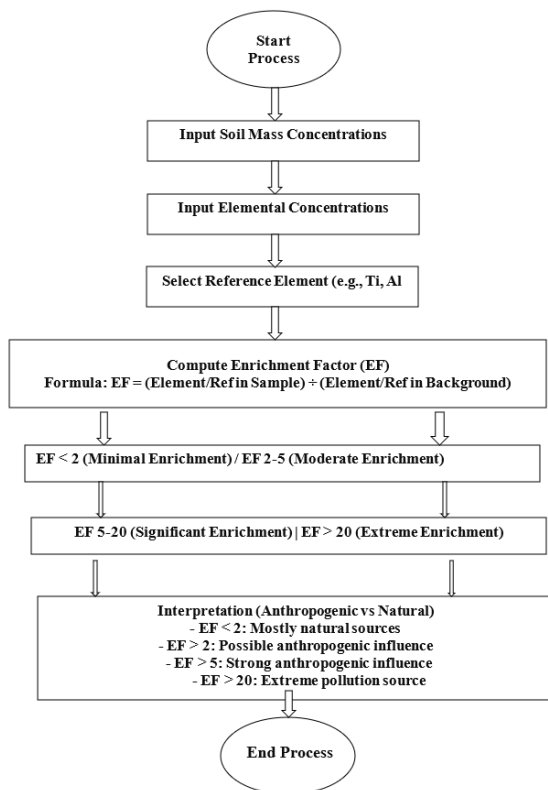 Start
Process
Input Soil Mass Concentrations
Input Elemental Concentrations
Select Reference Element (e.g., Ti, Al
Compute Enrichment Factor (EF)
Formula: EF = (Element/Ref in Sample) ÷ (Element/Ref in Background)
EF < 2 (Minimal Enrichment) / EF 2-5 (Moderate Enrichment)
EF 5-20 (Significant Enrichment) | EF > 20 (Extreme Enrichment)
Interpretation (Anthropogenic vs Natural)
- EF < 2: Mostly natural sources
- EF > 2: Possible anthropogenic influence
- EF > 5: Strong anthropogenic influence
- EF > 20: Extreme pollution source
End Process